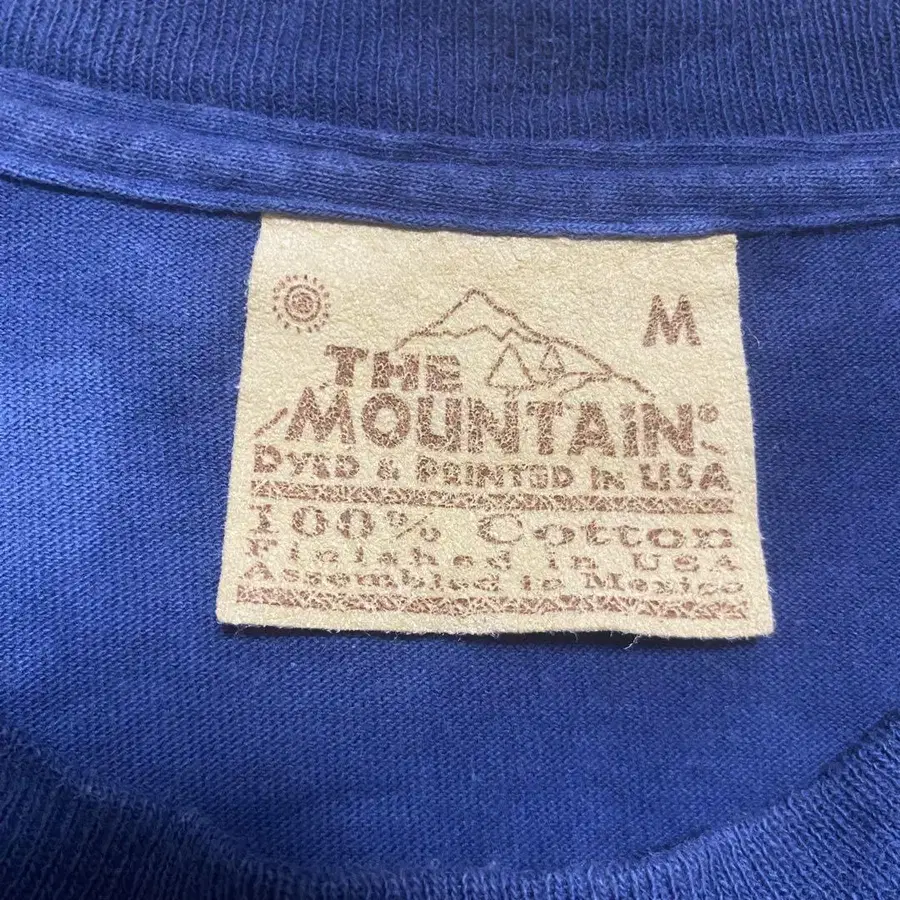 M
THE
MOUNTAIN®
DYED & PRINTED IN USA
100% Cotton
Finished in USA
Assembled in Mexico